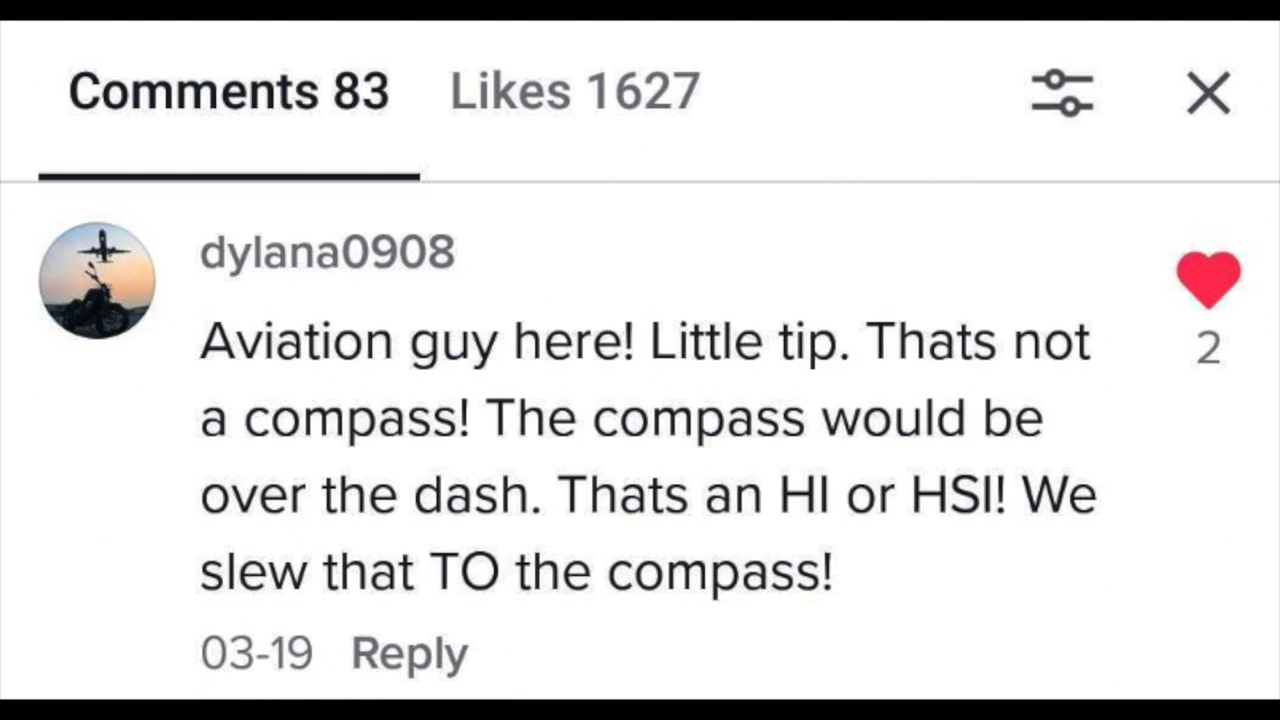 Comments 83 Likes 1627
dylana0908
Aviation guy here! Little tip. Thats not
a compass! The compass would be
over the dash. Thats an HI or HSI! We
slew that TO the compass!
2
03-19 Reply